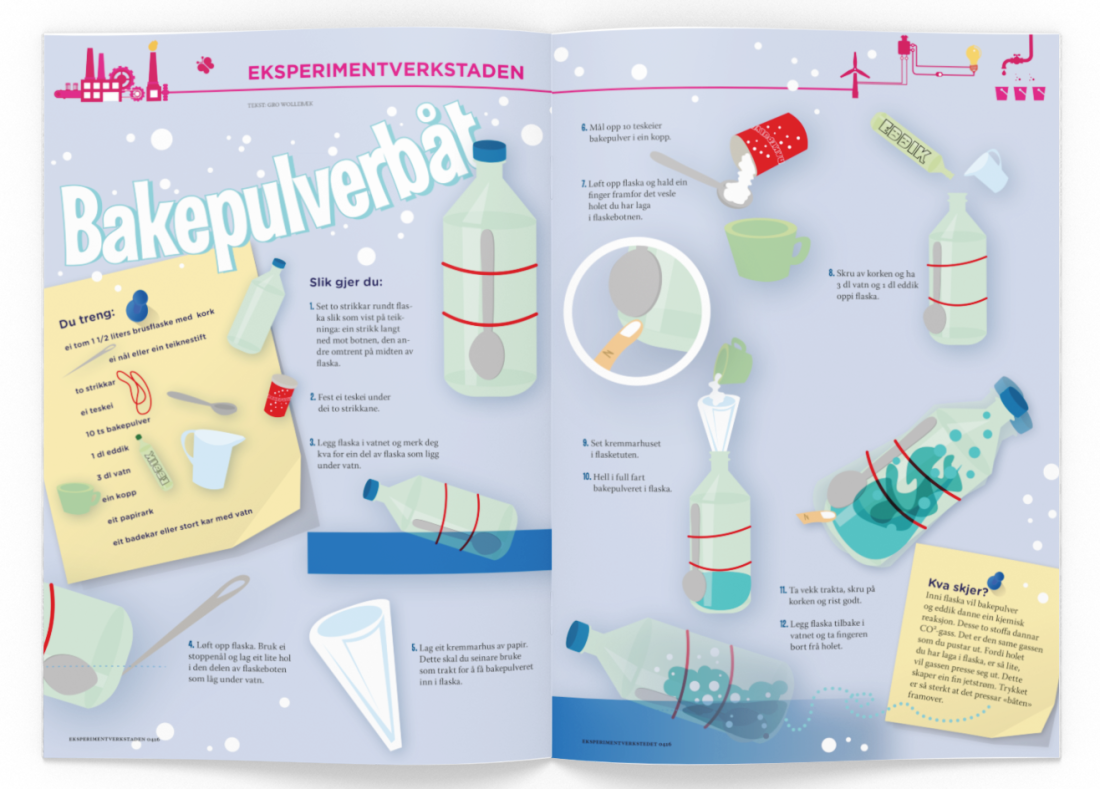 EKSPERIMENTVERKSTADEN
TEKST: GRO WOLLEBÆK
Bakepulverbåt
Du treng:
ei tom 1 1/2 liters brusflaske med kork
ei nål eller ein teiknestift
to strikkar
ei teskei
10 ts bakepulver
1 dl eddik
3 dl vatn
ein kopp
eit papirark
eit badekar eller stort kar med vatn
EDDIK
Slik gjer du:
1. Set to strikkar rundt flas-
ka slik som vist på teik-
ninga: ein strikk langt
ned mot botnen, den an-
dre omtrent på midten av
flaska.
2. Fest ei teskei under
dei to strikkane.
3. Legg flaska i vatnet og merk deg
kva for ein del av flaska som ligg
under vatn.
4. Løft opp flaska. Bruk ei
stoppenål og lag eit lite hol
i den delen av flaskeboten
som låg under vatn.
5. Lag eit kremmarhus av papir.
Dette skal du seinare bruke
som trakt for å få bakepulveret
inn i flaska.
EKSPERIMENTVERKSTADEN
6. Mål opp 10 teskeier
bakepulver i ein kopp.
7. Løft opp flaska og hald ein
finger framfor det vesle
holet du har laga
i flaskebotnen.
EDDIK
8. Skru av korken og ha
3 dl vatn og 1 dl eddik
oppi flaska.
9. Set kremmarhuset
i flasketuten.
10. Hell i full fart
bakepulveret i flaska.
11. Ta vekk trakta, skru på
korken og rist godt.
12. Legg flaska tilbake i
vatnet og ta fingeren
bort frå holet.
Kva skjer?
Inni flaska vil bakepulver
og eddik danne ein kjemisk
reaksjon. Desse to stoffa dannar
CO²-gass. Det er den same gassen
som du pustar ut. Fordi holet
du har laga i flaska, er så lite,
vil gassen presse seg ut. Dette
skaper ein fin jetstrøm. Trykket
er så sterkt at det pressar «båten»
framover.
EKSPERIMENTVERKSTEDET